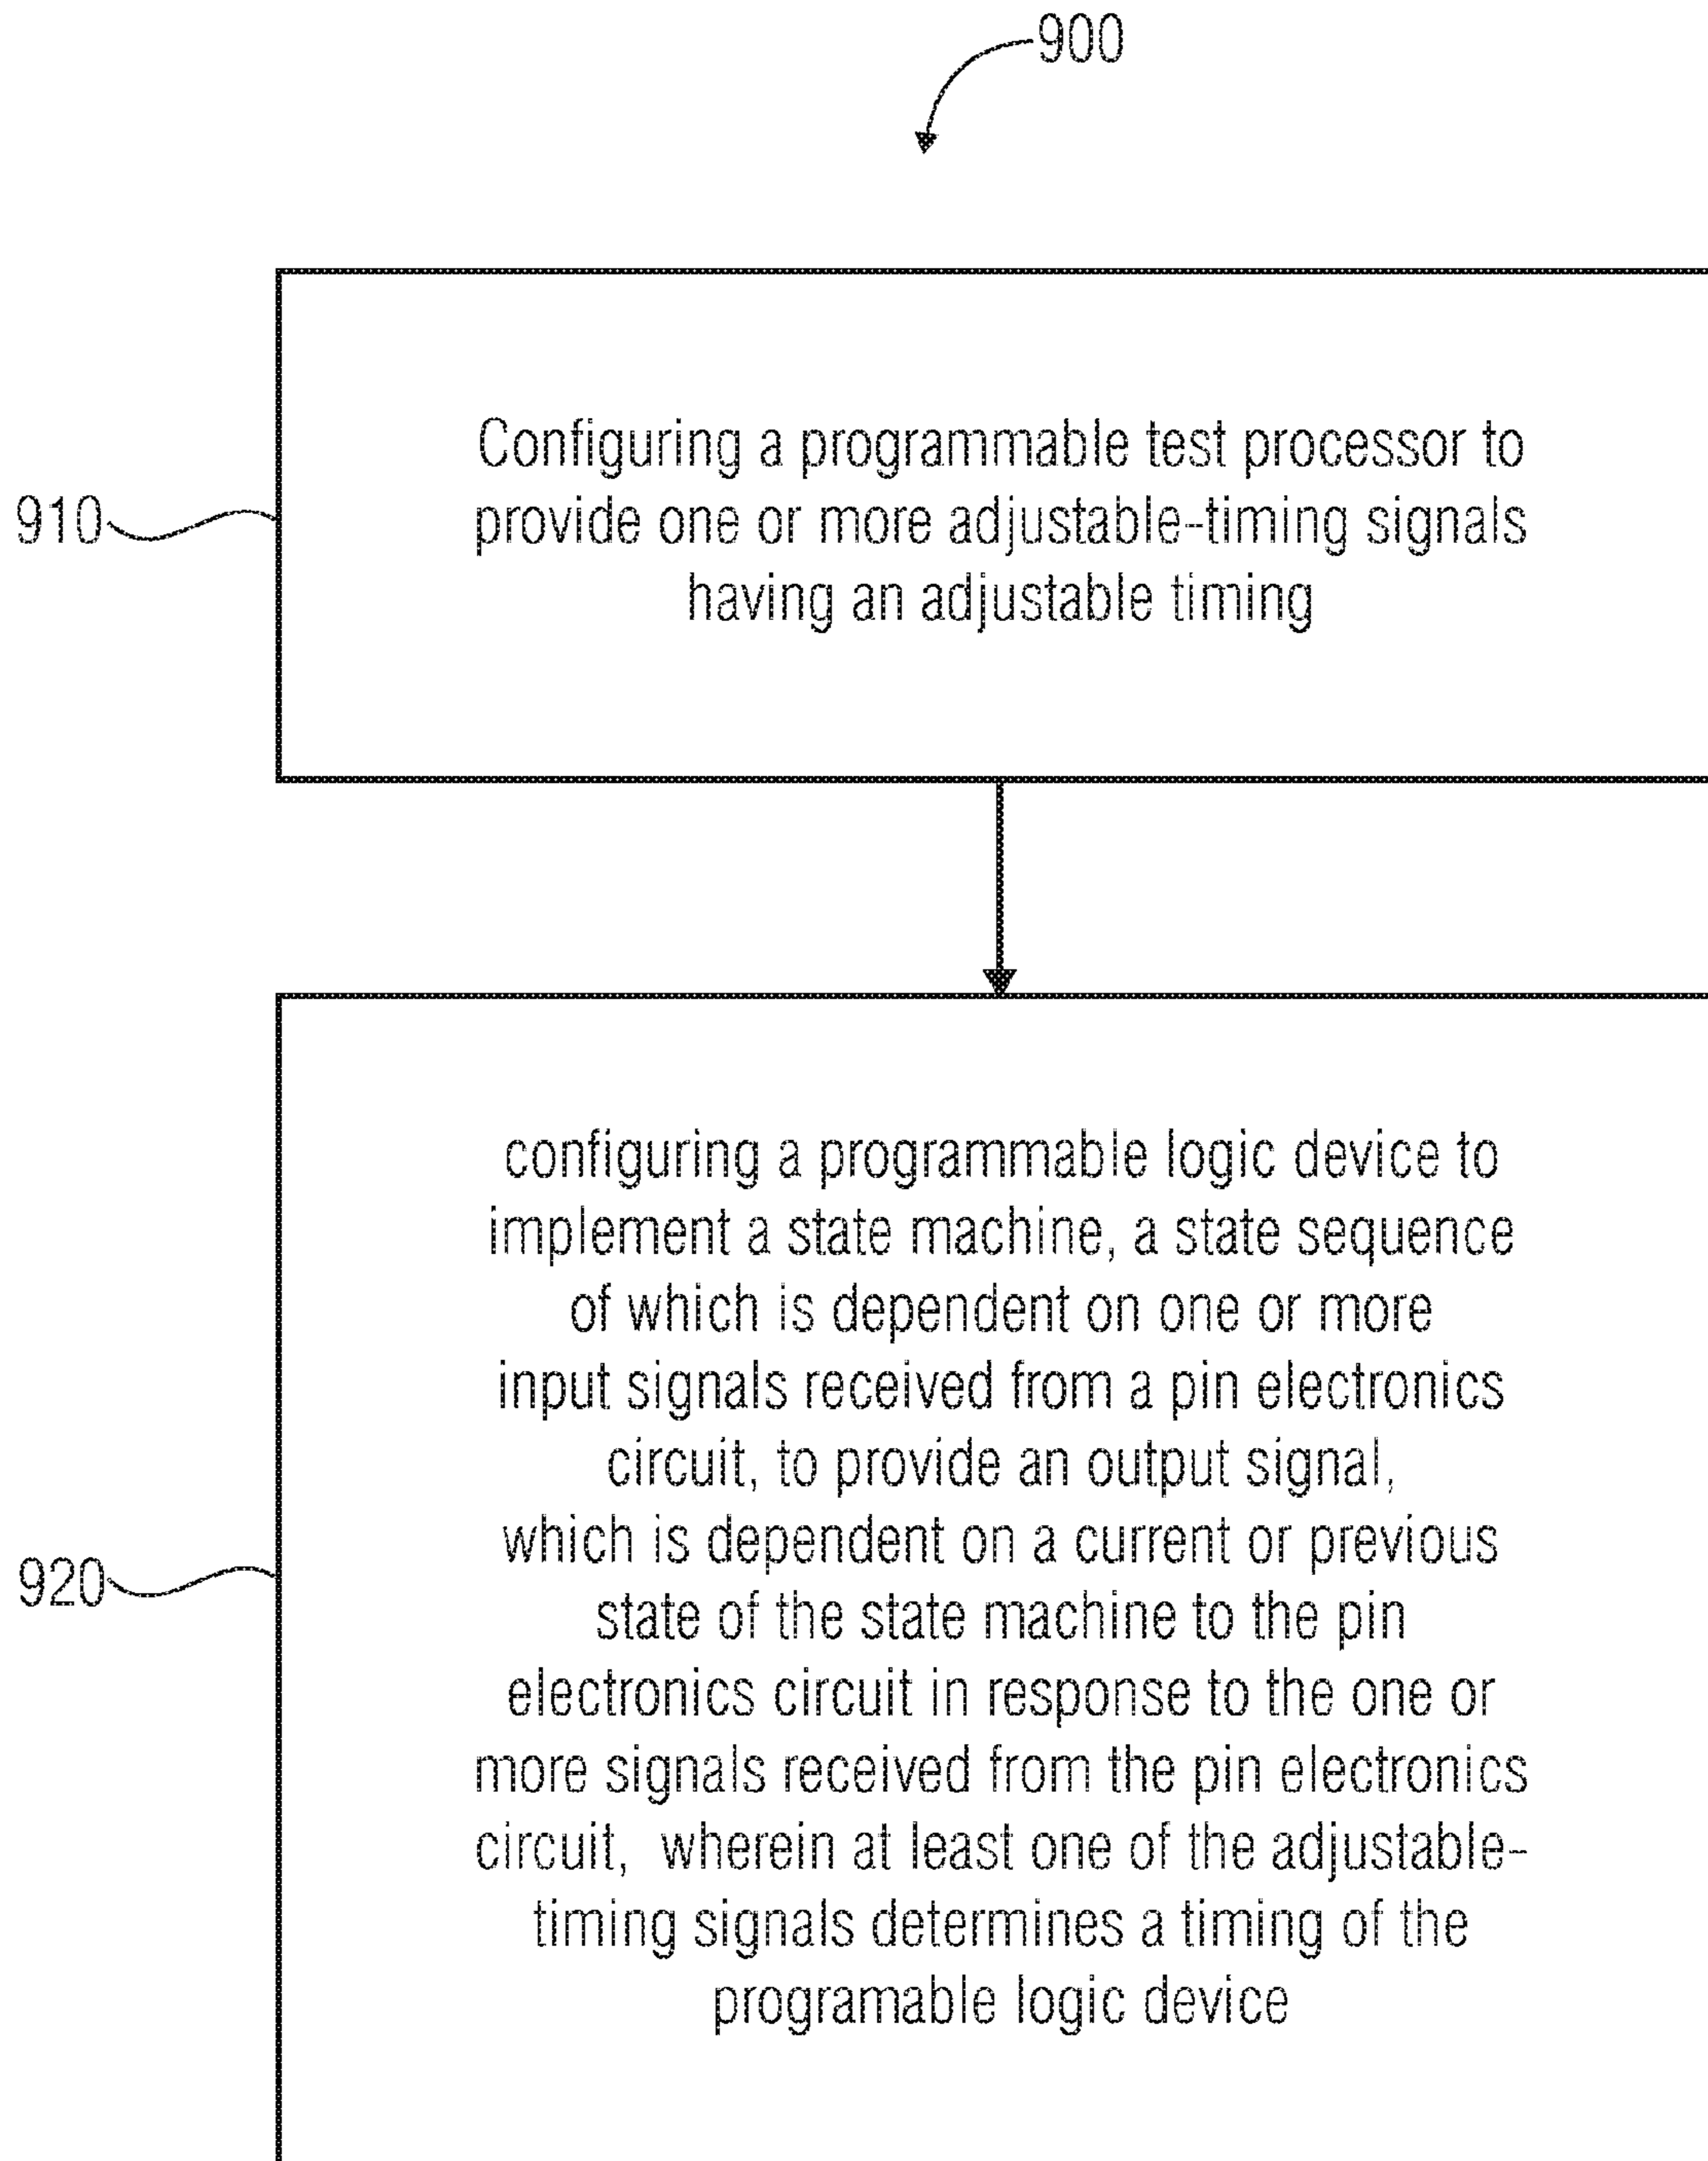 900
910
Configuring a programmable test processor to
provide one or more adjustable-timing signals
having an adjustable timing
920
configuring a programmable logic device to
implement a state machine, a state sequence
of which is dependent on one or more
input signals received from a pin electronics
circuit, to provide an output signal,
which is dependent on a current or previous
state of the state machine to the pin
electronics circuit in response to the one or
more signals received from the pin electronics
circuit, wherein at least one of the adjustable-
timing signals determines a timing of the
programable logic device